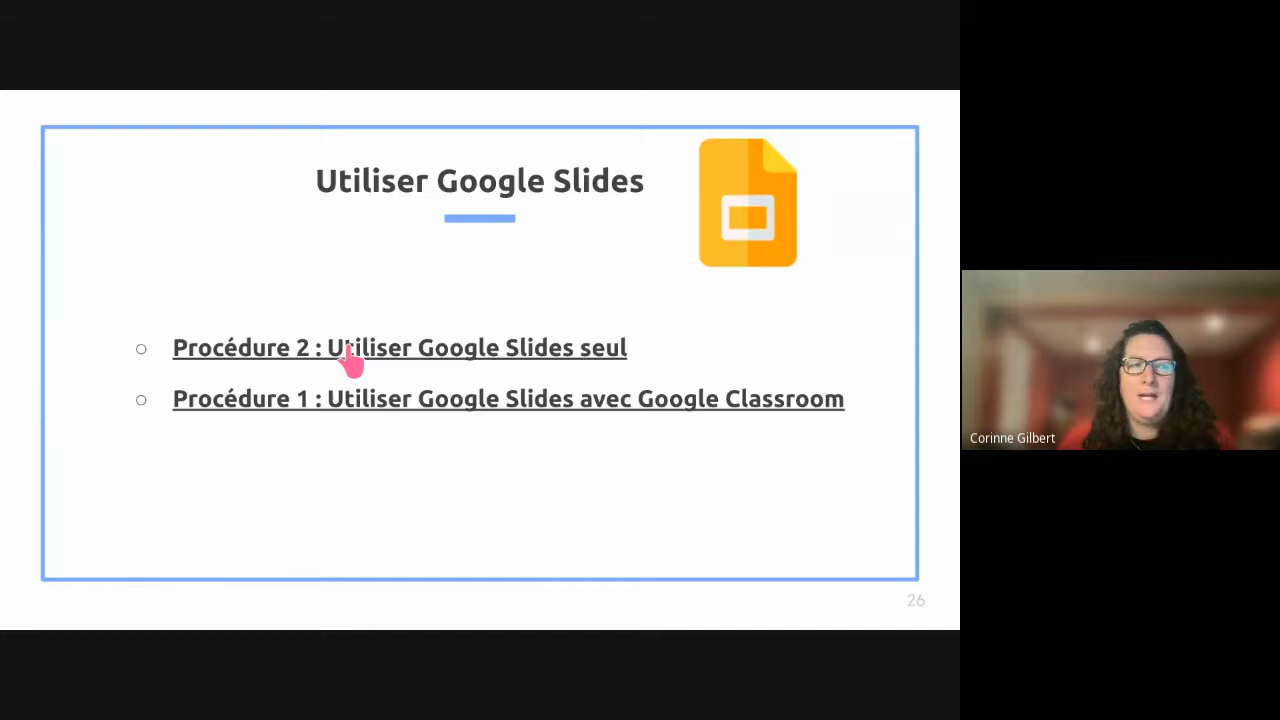 Utiliser Google Slides
Procédure 2 : Utiliser Google Slides seul
Procédure 1 : Utiliser Google Slides avec Google Classroom
26
Corinne Gilbert